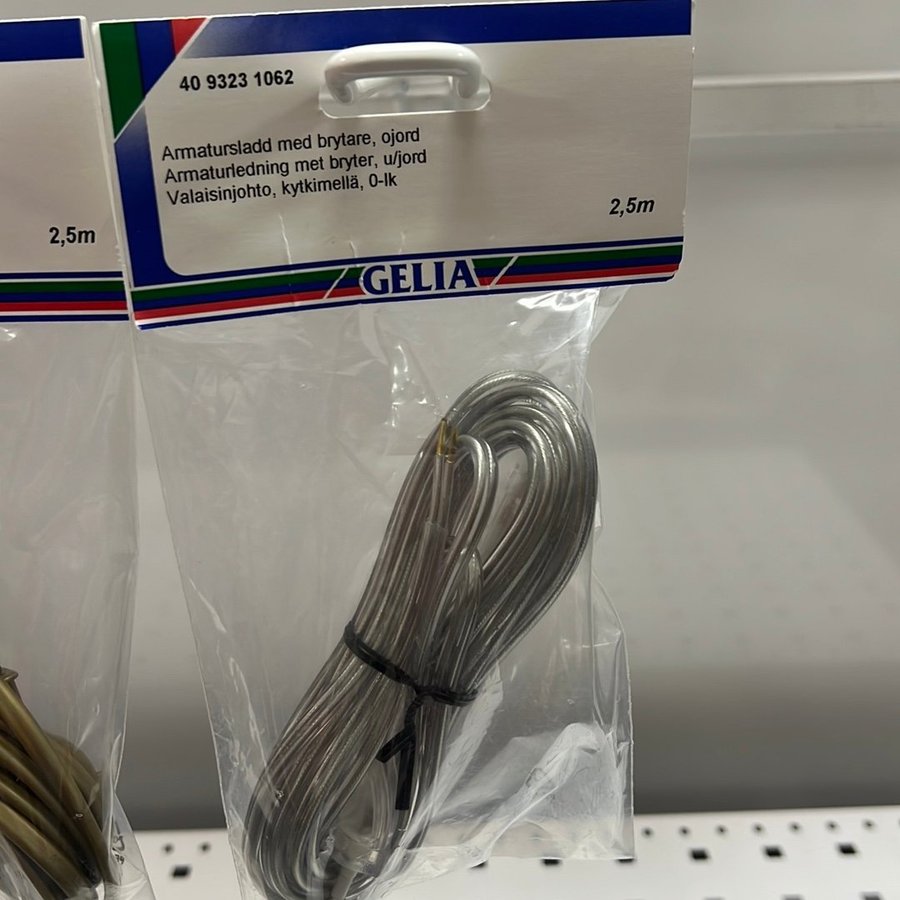 40 9323 1062
Armatursladd med brytare, ojord
Armaturledning met bryter, u/jord
Valaisinjohto, kytkimellä, 0-lk
2,5m
2,5m
GELIA